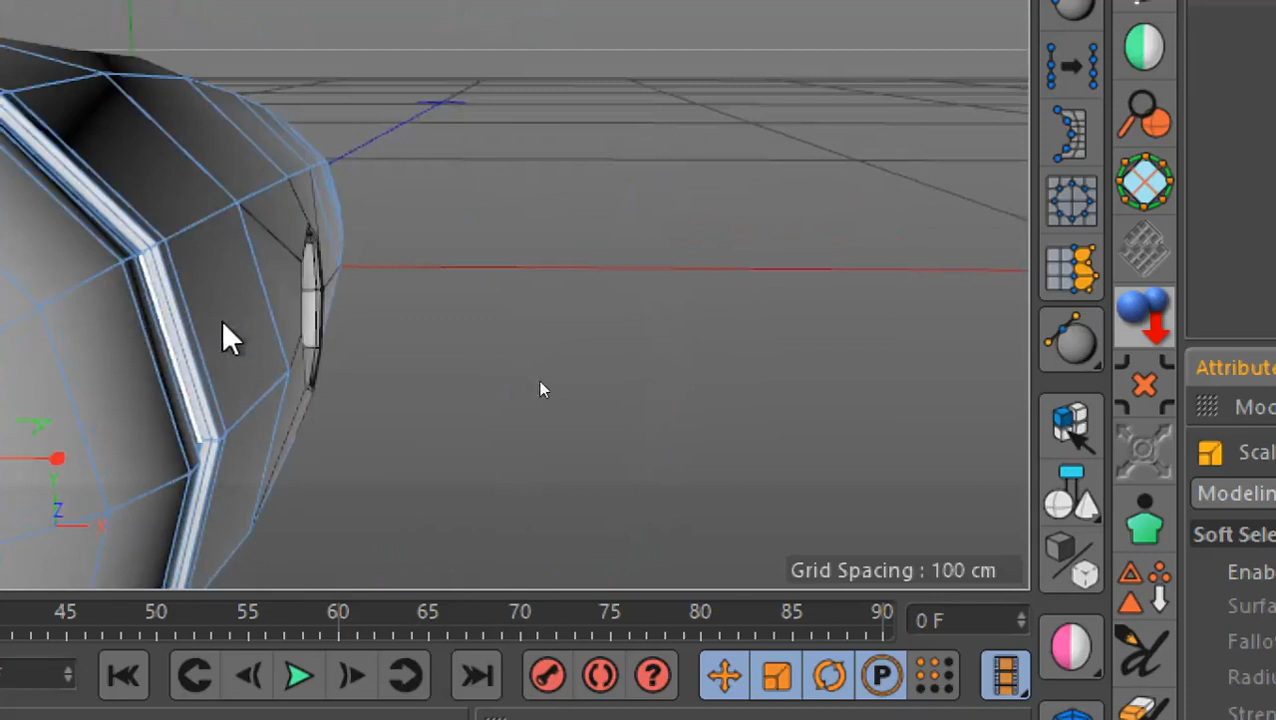 Y
Z
X
Grid Spacing : 100 cm
Attribute
Mod
Scal
Modelin
Soft Sele
Enab
Surfa
Fallo
Radiu
Stren
45 50 55 60 65 70 75 80 85 90
0 F
?
P